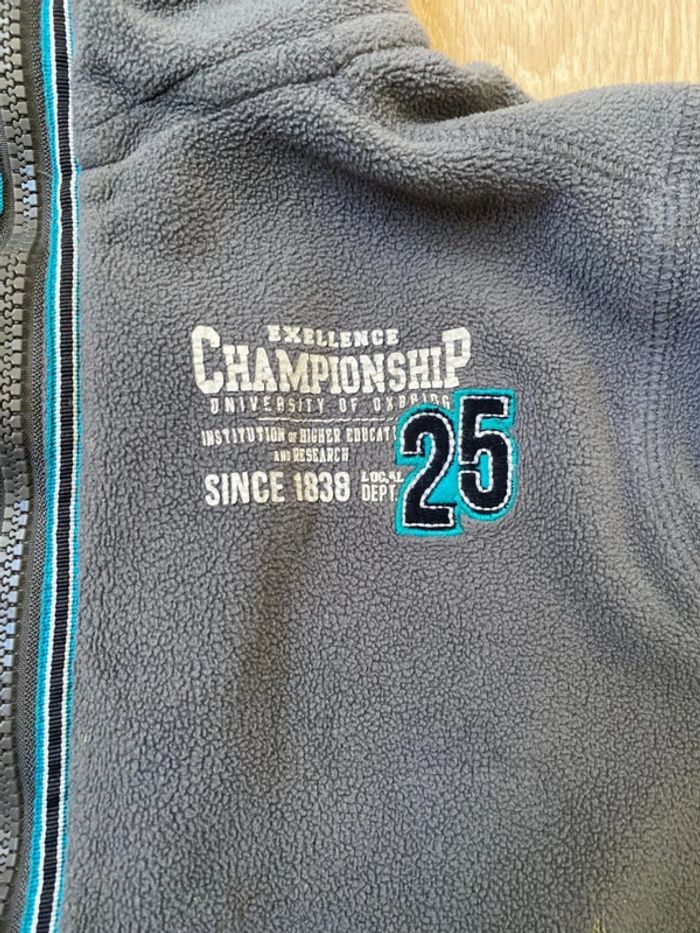 EXELLENCE
CHAMPIONSHIP
UNIVERSITY OF OXBRIDG
INSTITUTION OF HIGHER EDUCAT
AND RESEARCH
SINCE 1838 LOCAL DEPT.
25